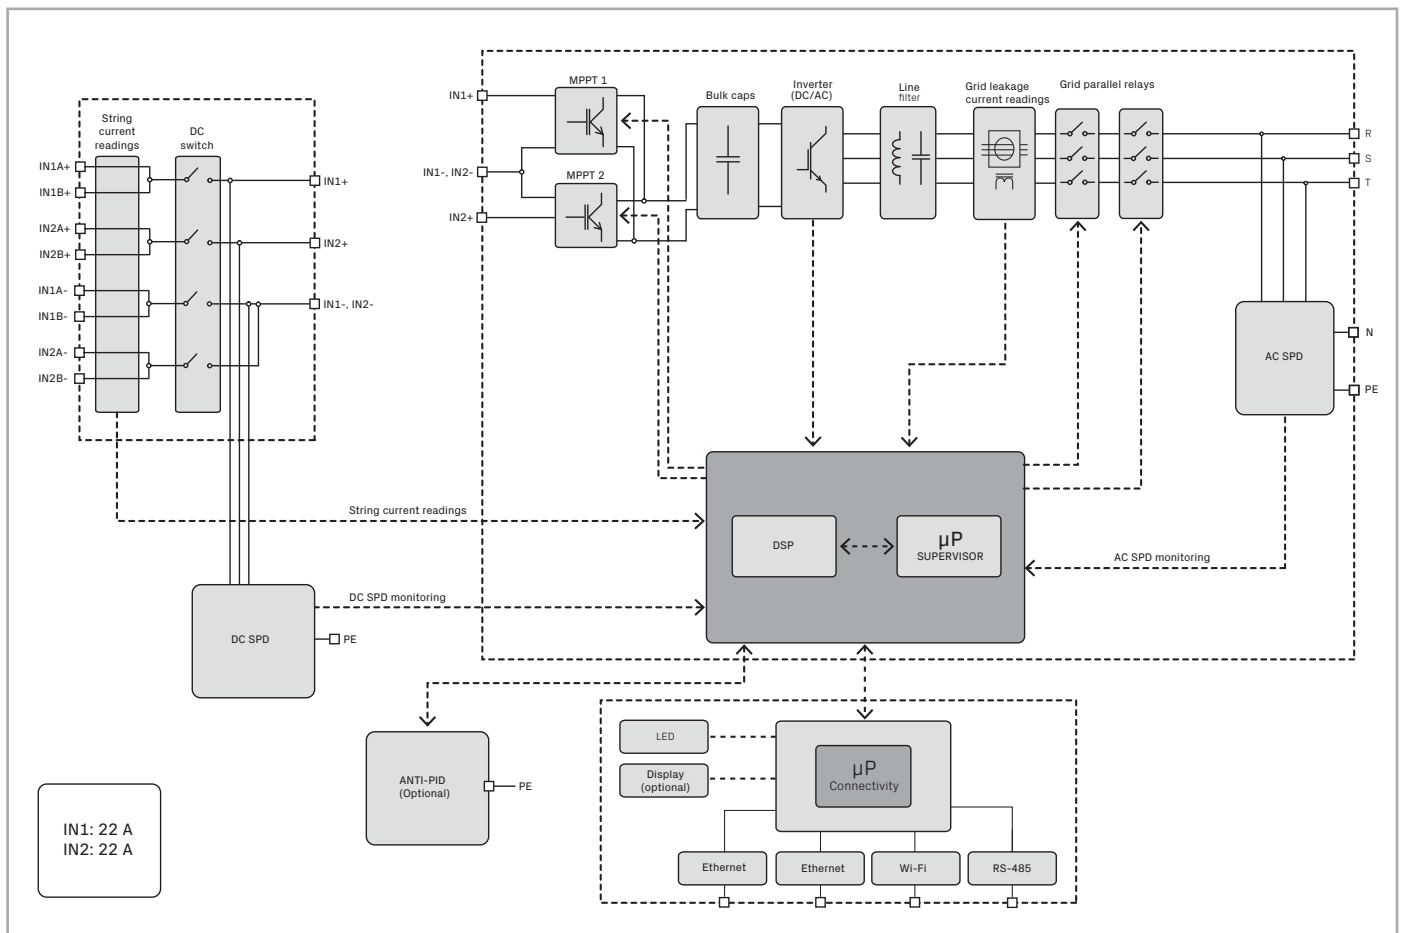 String
current
readings
DC
switch
IN1A+
IN1B+
IN2A+
IN2B+
IN1A-
IN1B-
IN2A-
IN2B-
IN1+
IN2+
IN1-, IN2-
IN1+
IN1-, IN2-
IN2+
MPPT 1
MPPT 2
Bulk caps
Inverter
(DC/AC)
Line
filter
Grid leakage
current readings
Grid parallel relays
R
S
T
AC SPD
N
PE
String current readings
DC SPD monitoring
AC SPD monitoring
DSP
µP
SUPERVISOR
DC SPD
PE
ANTI-PID
(Optional)
PE
LED
Display
(optional)
µP
Connectivity
Ethernet
Ethernet
Wi-Fi
RS-485
IN1: 22 A
IN2: 22 A